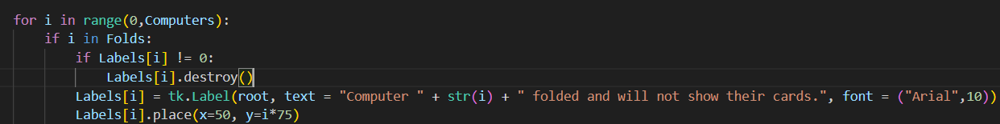 for i in range(0,Computers):
    if i in Folds:
        if Labels[i] != 0:
            Labels[i].destroy()
        Labels[i] = tk.Label(root, text = "Computer " + str(i) + " folded and will not show their cards.", font = ("Arial",10))
        Labels[i].place(x=50, y=i*75)